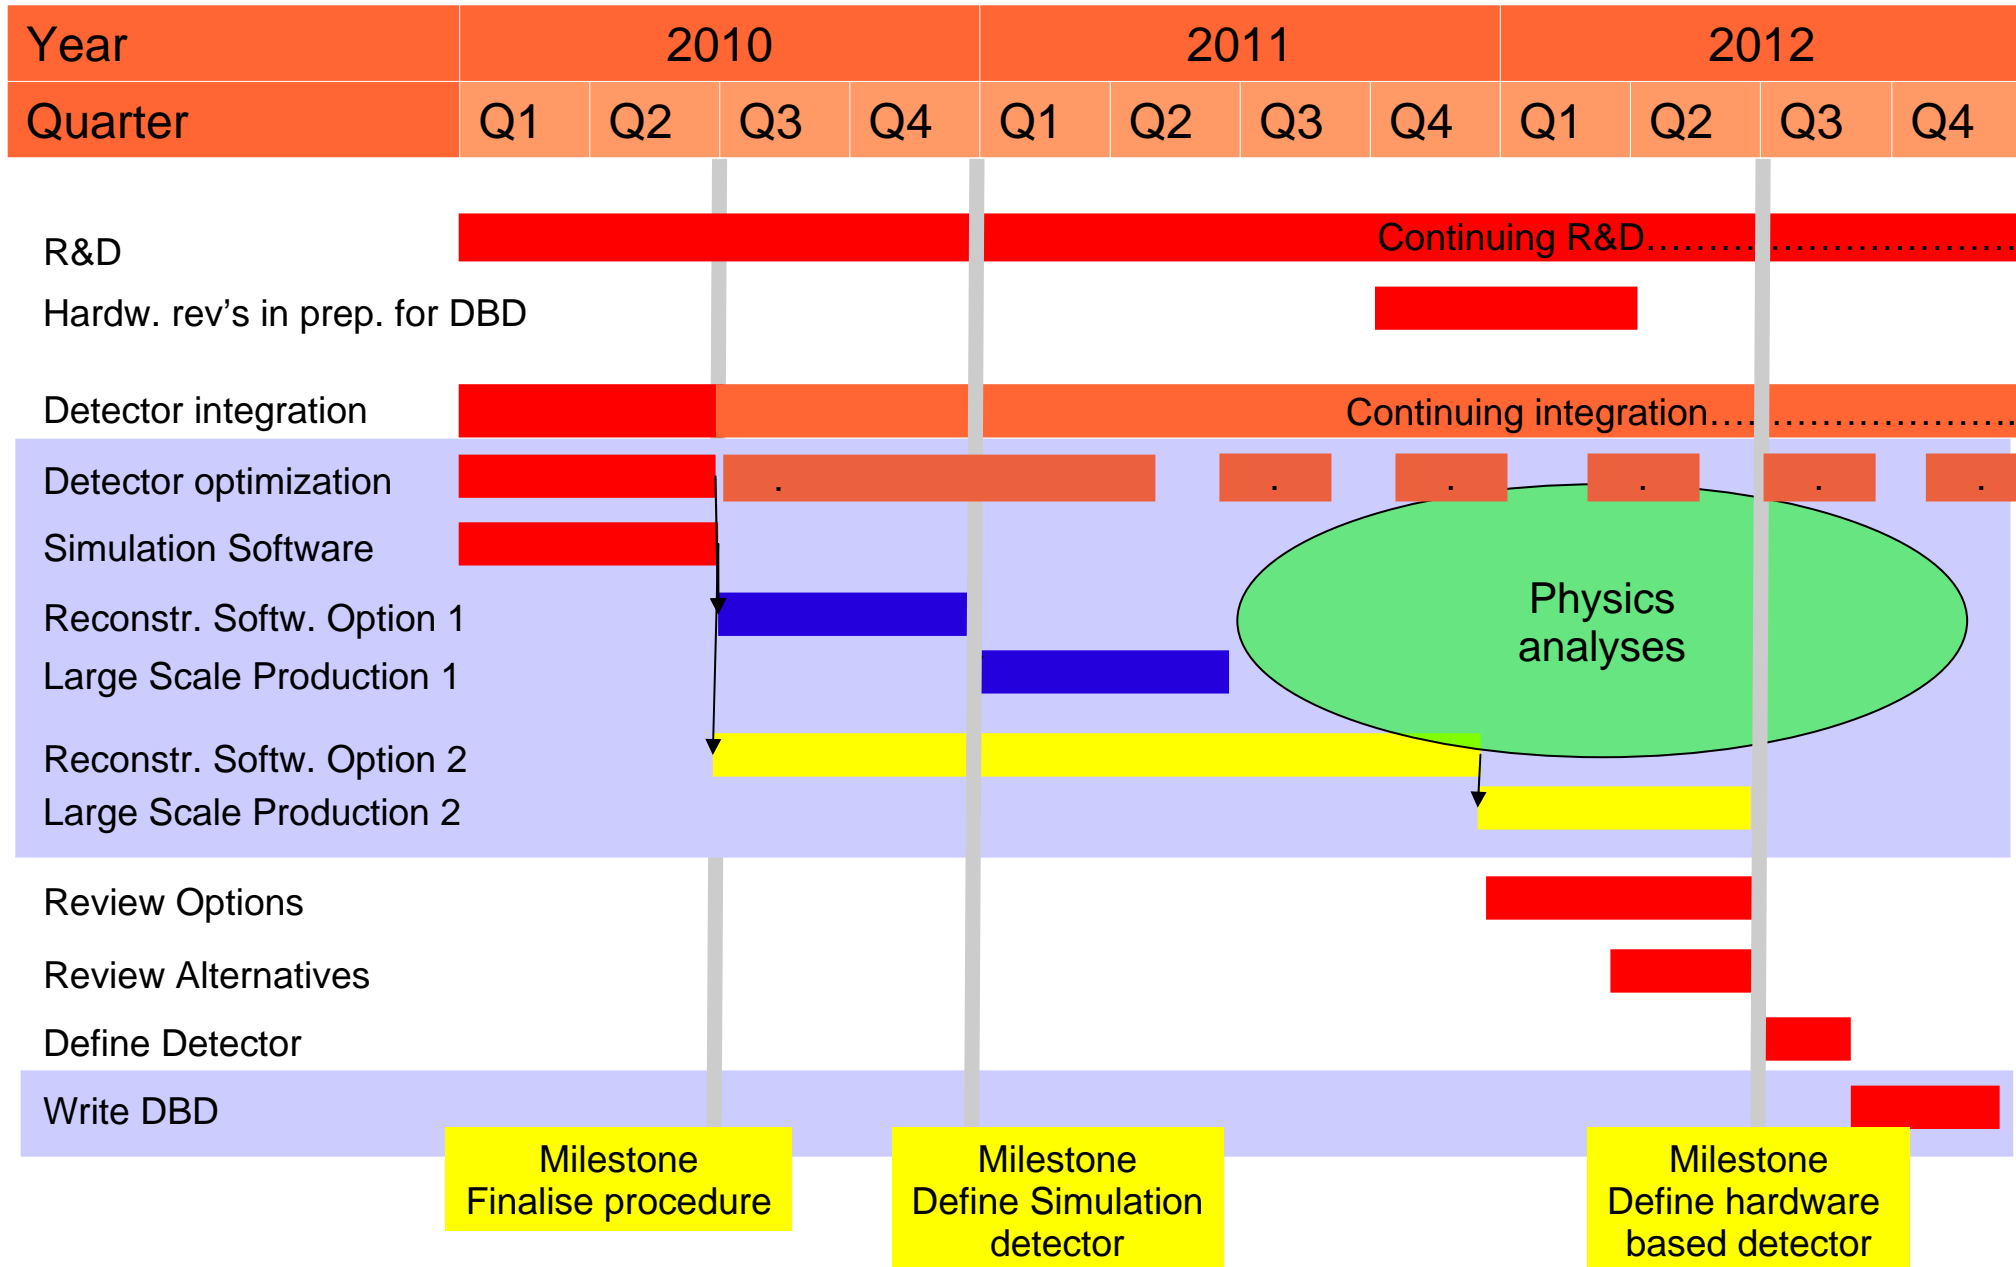 Year 2010 2011 2012
Quarter Q1 Q2 Q3 Q4 Q1 Q2 Q3 Q4 Q1 Q2 Q3 Q4
R&D Continuing R&D……………………………
Hardw. rev’s in prep. for DBD
Detector integration Continuing integration………………………
Detector optimization . . . . . .
Simulation Software
Reconstr. Softw. Option 1
Large Scale Production 1
Physics
analyses
Reconstr. Softw. Option 2
Large Scale Production 2
Review Options
Review Alternatives
Define Detector
Write DBD
Milestone
Finalise procedure
Milestone
Define Simulation
detector
Milestone
Define hardware
based detector